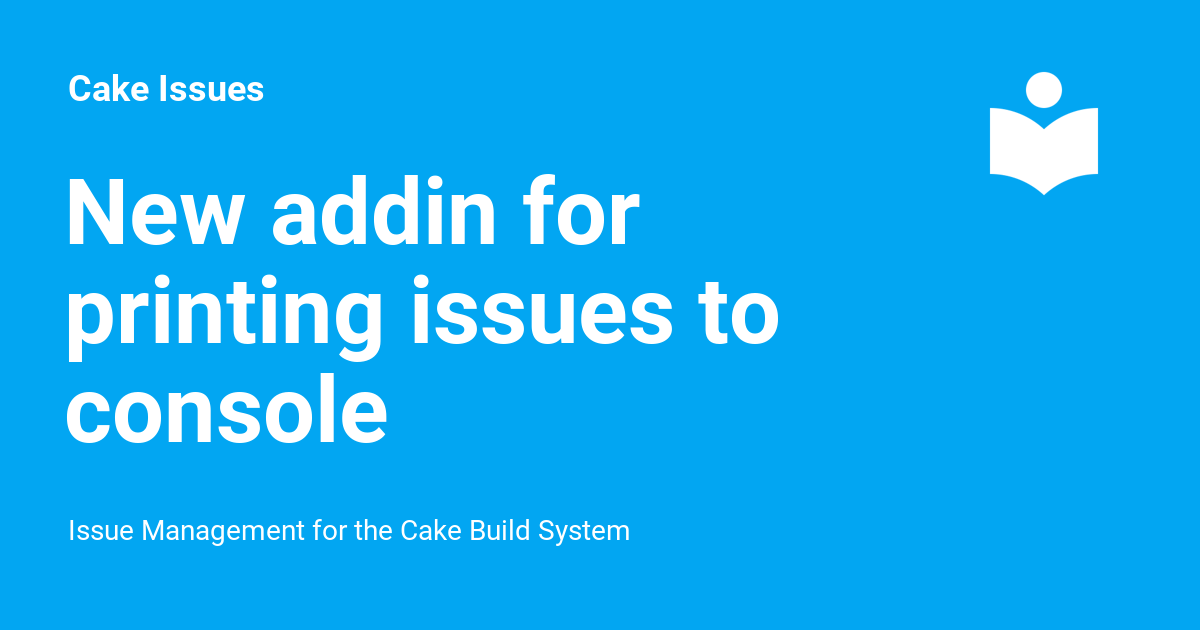 Cake Issues
New addin for
printing issues to
console
Issue Management for the Cake Build System